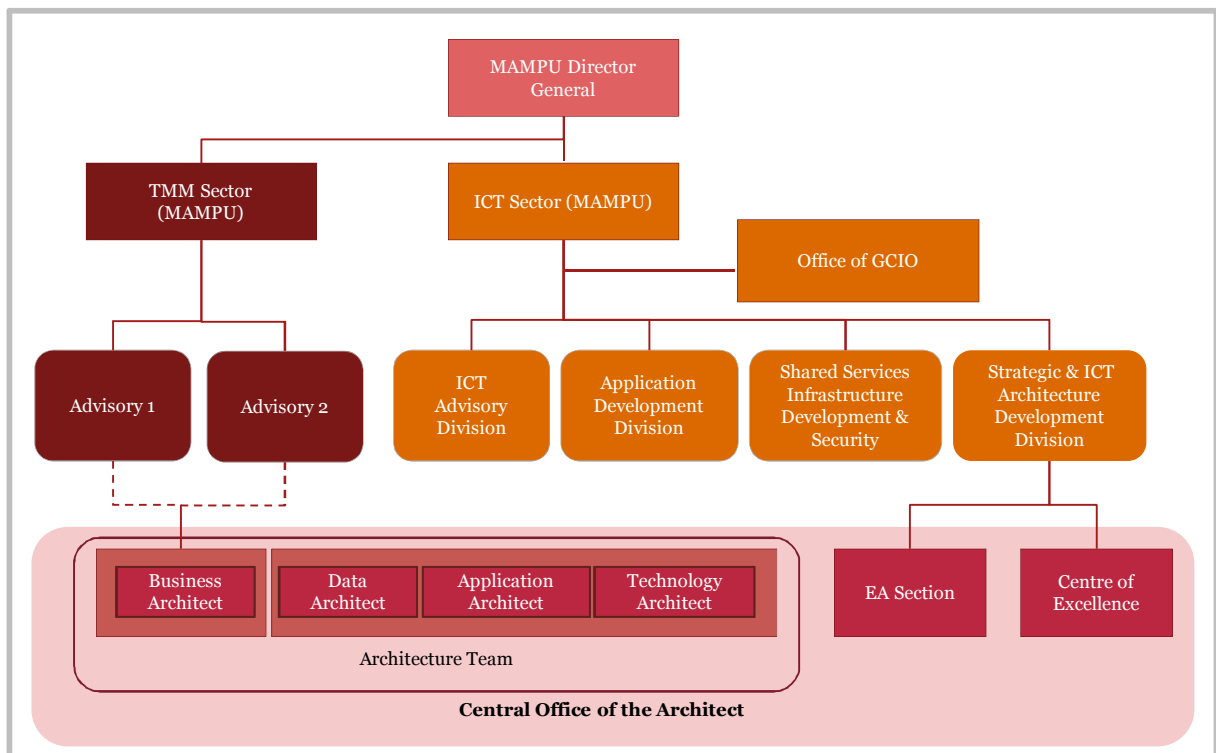 MAMPU Director
General
TMM Sector
(MAMPU)
ICT Sector (MAMPU)
Office of GCIO
Advisory 1
Advisory 2
ICT
Advisory
Division
Application
Development
Division
Shared Services
Infrastructure
Development &
Security
Strategic & ICT
Architecture
Development
Division
Business
Architect
Data
Architect
Application
Architect
Technology
Architect
EA Section
Centre of
Excellence
Architecture Team
Central Office of the Architect